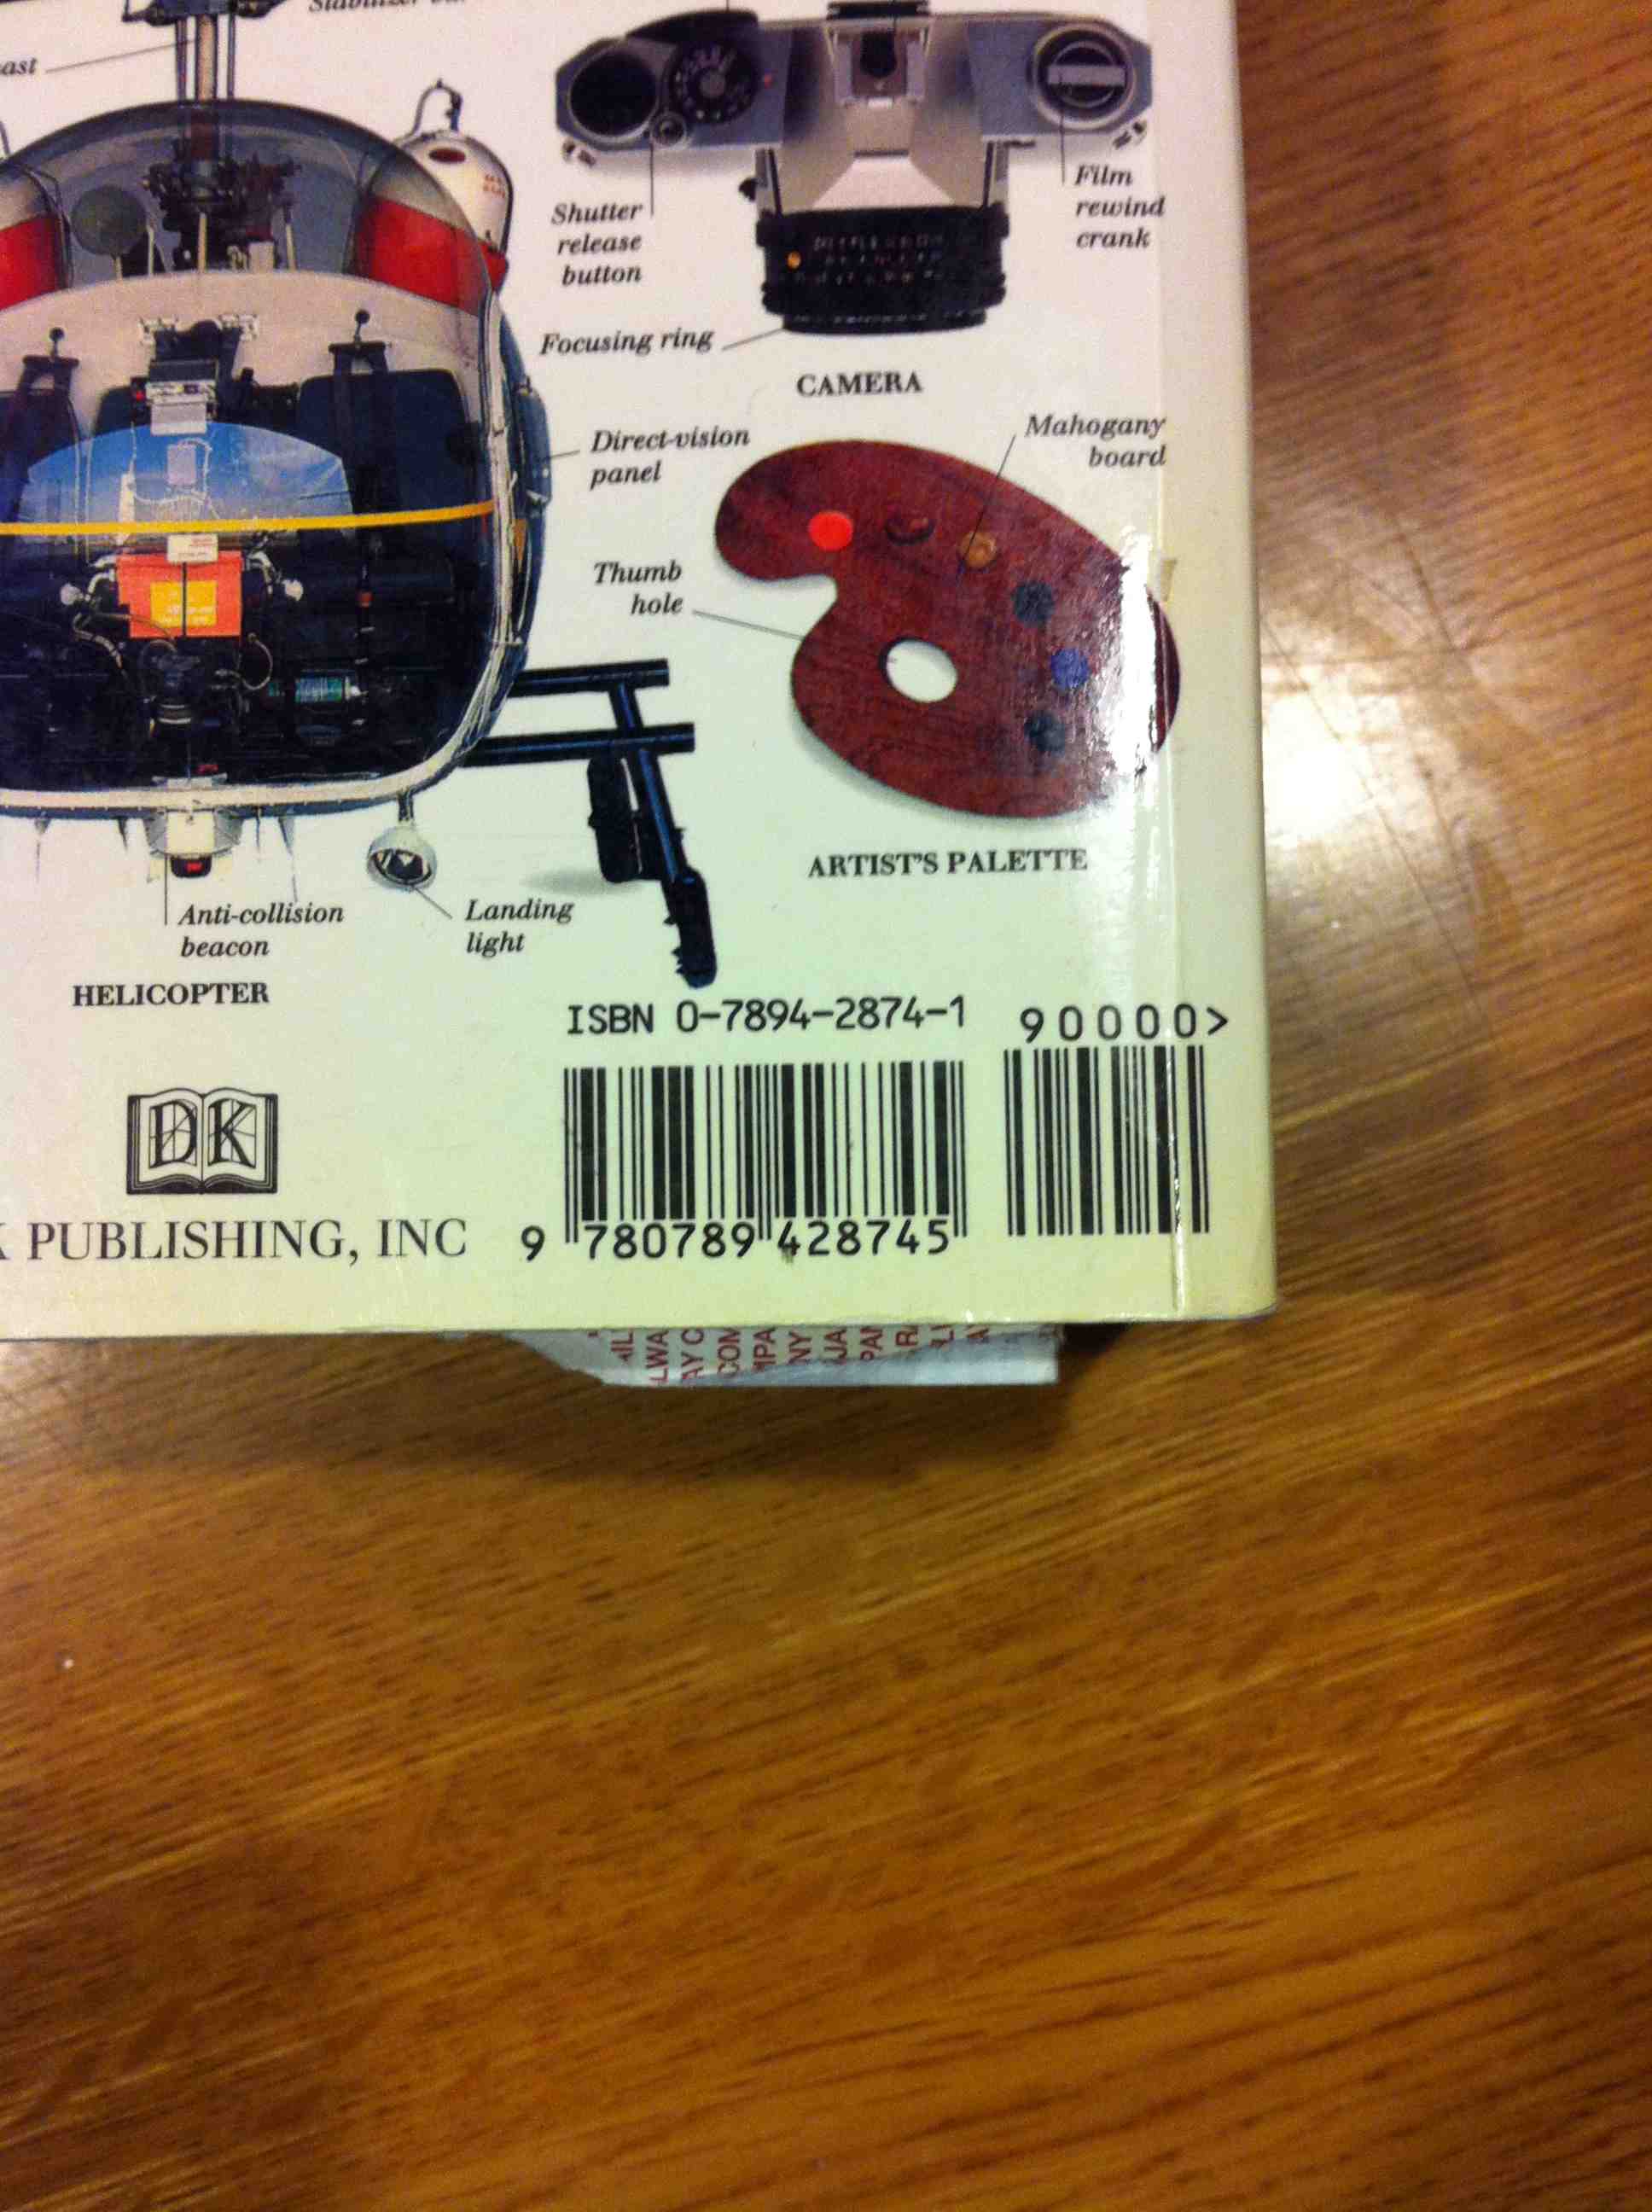 Shutter
release
button
Film
rewind
crank
Focusing ring
CAMERA
Direct-vision
panel
Mahogany
board
Thumb
hole
ARTIST'S PALETTE
Anti-collision
beacon
Landing
light
HELICOPTER
ISBN 0-7894-2874-1
90000>
DK
PUBLISHING, INC
9 780789 428745